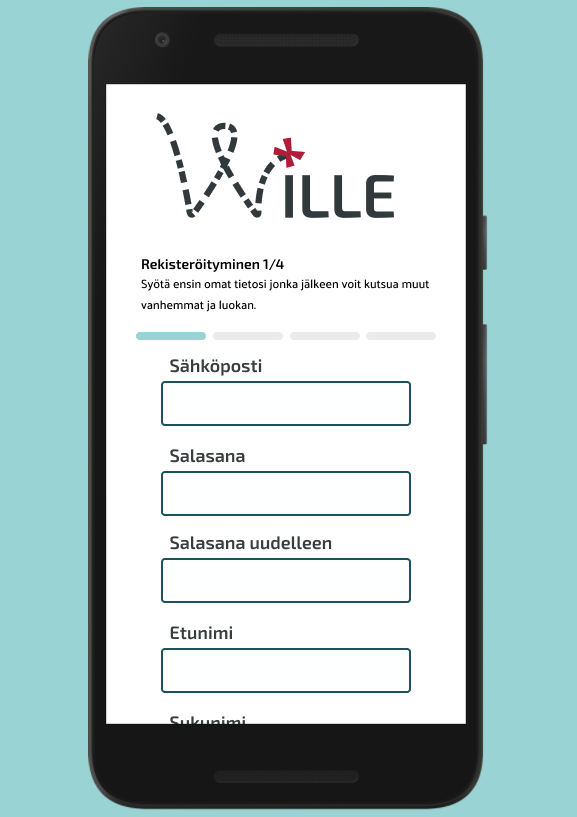 WiLLE
Rekisteröityminen 1/4
Syötä ensin omat tietosi jonka jälkeen voit kutsua muut
vanhemmat ja luokan.
Sähköposti
Salasana
Salasana uudelleen
Etunimi
Sukunimi